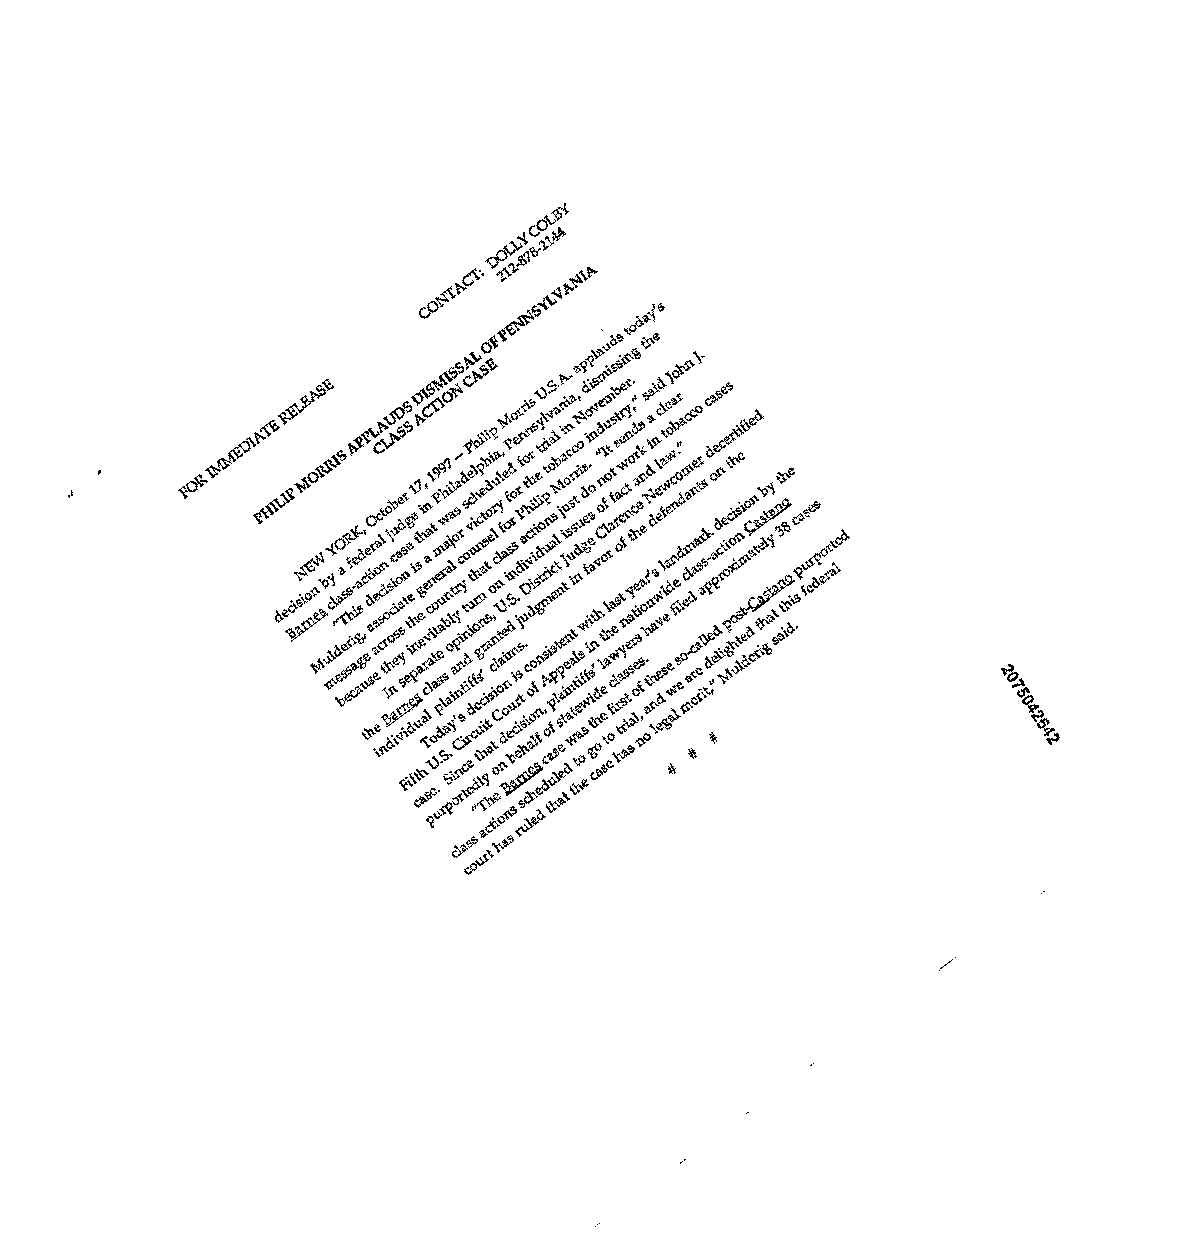 FOR IMMEDIATE RELEASE
CONTACT: DOLLY COLBY
212-878-2144
PHILIP MORRIS APPLAUDS DISMISSAL OF PENNSYLVANIA
CLASS ACTION CASE
NEW YORK, October 17, 1997 — Philip Morris U.S.A. applauds today's
decision by a federal judge in Philadelphia, Pennsylvania, dismissing the
Barnes class-action case that was scheduled for trial in November.
"This decision is a major victory for the tobacco industry," said John J.
Mulderig, associate general counsel for Philip Morris. "It sends a clear
message across the country that class actions just do not work in tobacco cases
because they inevitably turn on individual issues of fact and law."
In separate opinions, U.S. District Judge Clarence Newcomer decertified
the Barnes class and granted judgment in favor of the defendants on the
individual plaintiffs' claims.
Today's decision is consistent with last year's landmark decision by the
Fifth U.S. Circuit Court of Appeals in the nationwide class-action Castano
case. Since that decision, plaintiffs' lawyers have filed approximately 38 cases
purportedly on behalf of statewide classes.
"The Barnes case was the first of these so-called post-Castano purported
class actions scheduled to go to trial, and we are delighted that this federal
court has ruled that the case has no legal merit," Mulderig said.
# # #
2075042642